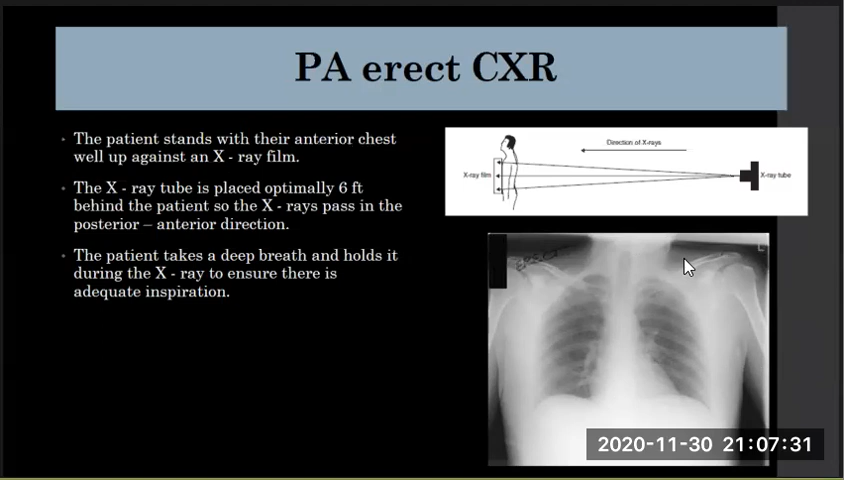 PA erect CXR
• The patient stands with their anterior chest
well up against an X - ray film.
• The X - ray tube is placed optimally 6 ft
behind the patient so the X - rays pass in the
posterior – anterior direction.
• The patient takes a deep breath and holds it
during the X - ray to ensure there is
adequate inspiration.
Direction of X-rays
X-ray film
X-ray tube
L
ERECT
2020-11-30 21:07:31